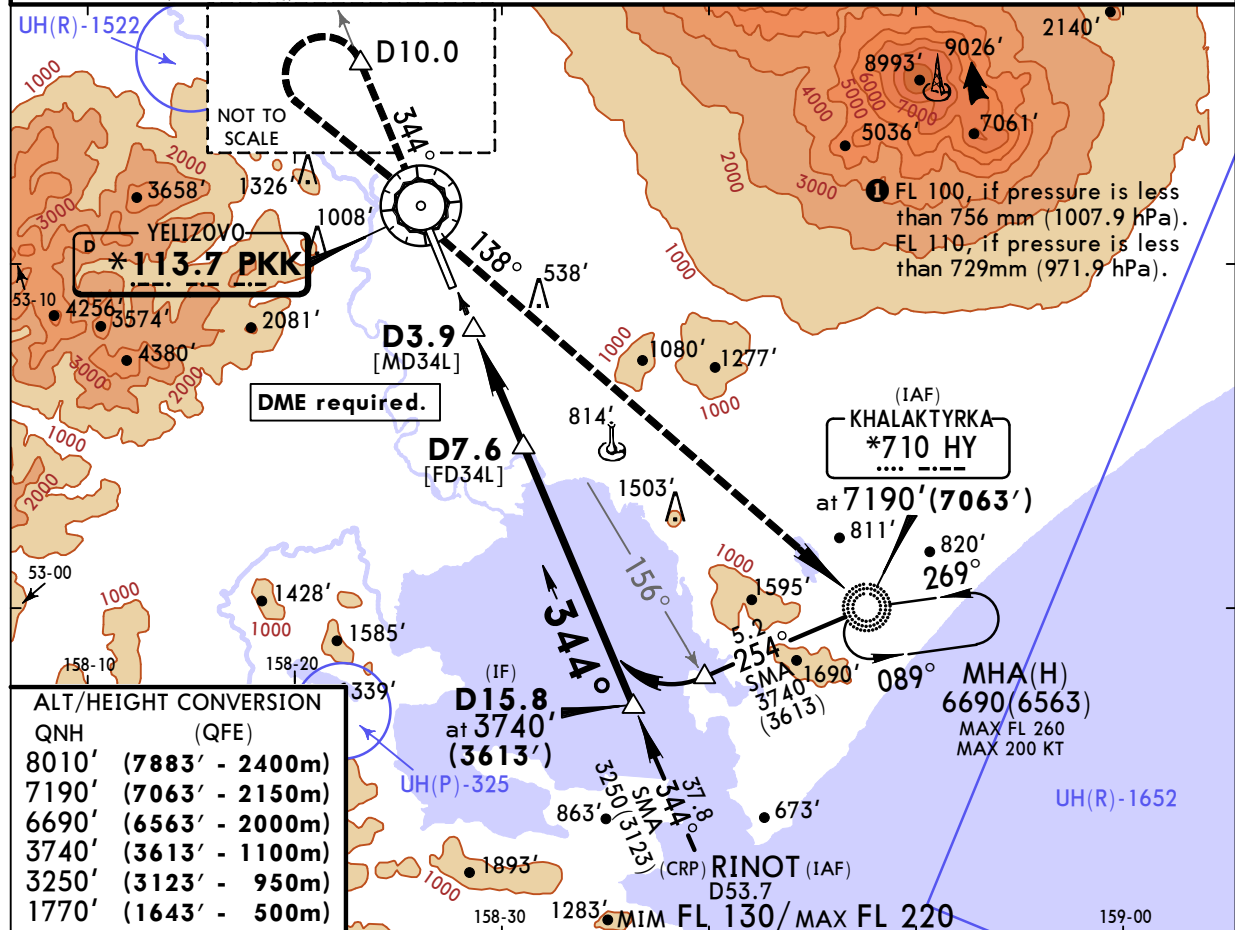 UH(R)-1522
1000
2140'
D10.0
9026'
8993'
6000
5000
4000
7000
NOT TO
SCALE
344°
5036'
7061'
2000
2000
3000
3658'
1326'
❶ FL 100, if pressure is less
than 756 mm (1007.9 hPa).
FL 110, if pressure is less
than 729mm (971.9 hPa).
3000
1008'
D
YELIZOVO
*113.7 PKK
138°
1000
53-10
4256'
3574'
2081'
538'
4380'
3000
2000
D3.9
[MD34L]
1000
1080'
1277'
1000
DME required.
1000
814'
(IAF)
KHALAKTYRKA
*710 HY
at 7190' (7063')
D7.6
[FD34L]
2000
1503'
811'
820'
53-00
1000
156°
1000
1595'
269°
1428'
1000
344°
5.2
254°
SMA
3740
(3613)
1690'
089°
1585'
158-10
158-20
1339'
(IF)
D15.8
at 3740'
(3613')
MHA(H)
6690(6563)
MAX FL 260
MAX 200 KT
UH(P)-325
UH(R)-1652
ALT/HEIGHT CONVERSION
QNH (QFE)
8010' (7883' - 2400m)
7190' (7063' - 2150m)
6690' (6563' - 2000m)
3740' (3613' - 1100m)
3250' (3123' - 950m)
1770' (1643' - 500m)
37.8
344°
SMA
3250(3123)
863'
673'
(CRP) RINOT (IAF)
D53.7
MIM FL 130/ MAX FL 220
1893'
1000
1283'
158-30
159-00